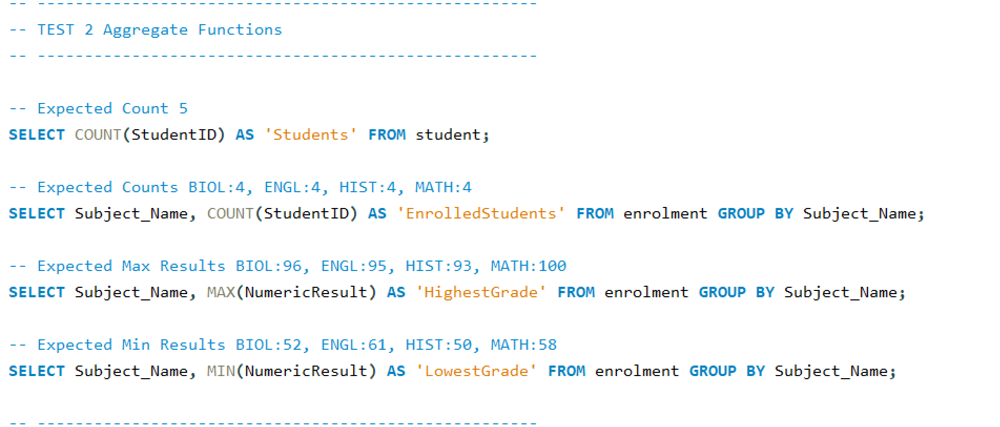 -- -----------------------------------------------------
-- TEST 2 Aggregate Functions
-- -----------------------------------------------------
-- Expected Count 5
SELECT COUNT(StudentID) AS 'Students' FROM student;
-- Expected Counts BIOL:4, ENGL:4, HIST:4, MATH:4
SELECT Subject_Name, COUNT(StudentID) AS 'EnrolledStudents' FROM enrolment GROUP BY Subject_Name;
-- Expected Max Results BIOL:96, ENGL:95, HIST:93, MATH:100
SELECT Subject_Name, MAX(NumericResult) AS 'HighestGrade' FROM enrolment GROUP BY Subject_Name;
-- Expected Min Results BIOL:52, ENGL:61, HIST:50, MATH:58
SELECT Subject_Name, MIN(NumericResult) AS 'LowestGrade' FROM enrolment GROUP BY Subject_Name;
-- -----------------------------------------------------